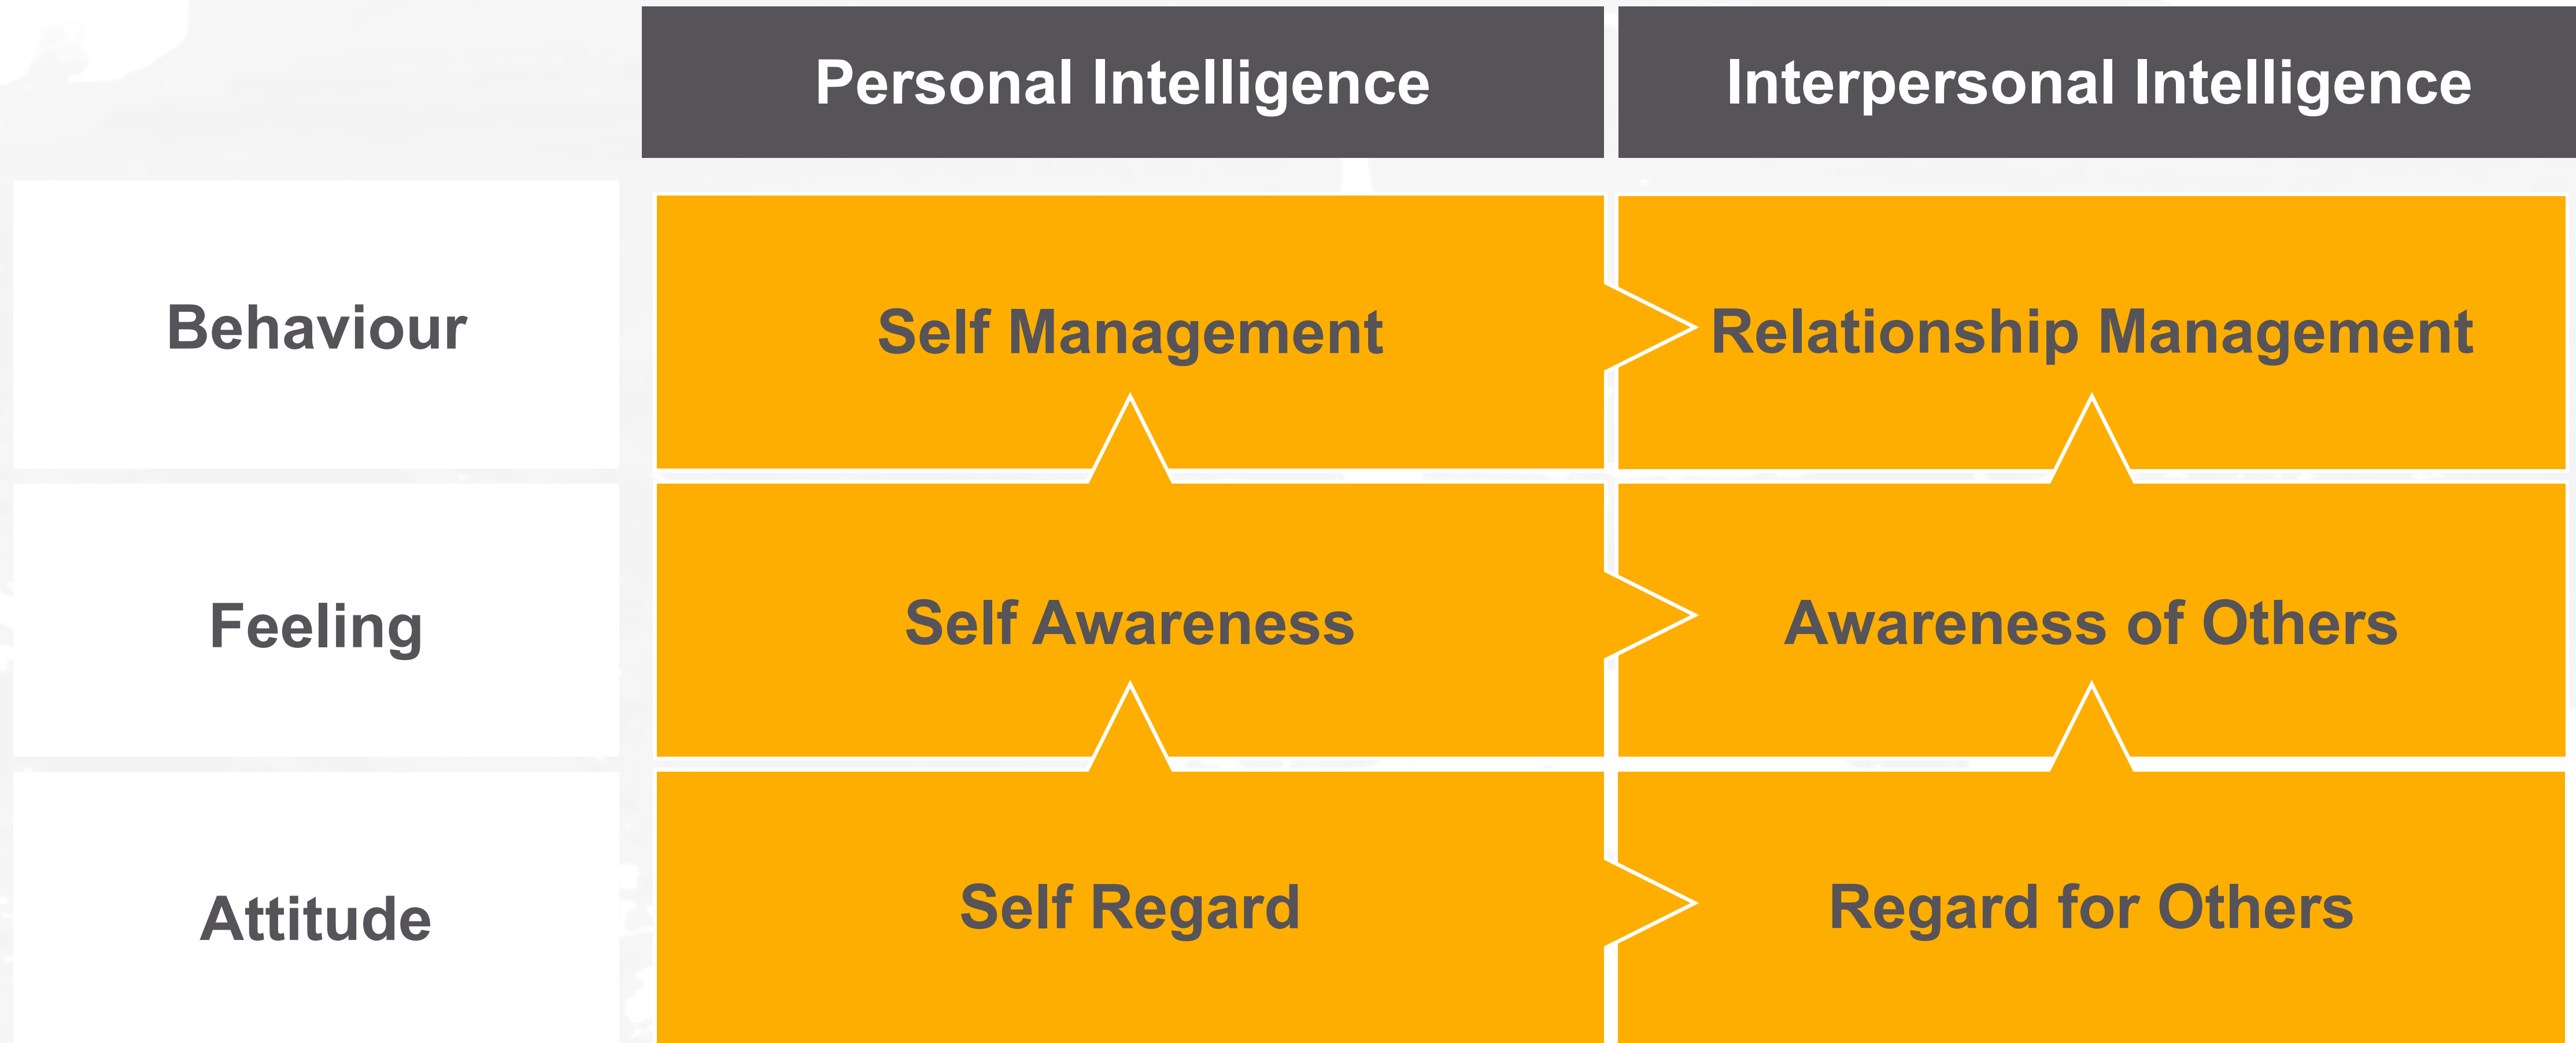 Personal Intelligence
Interpersonal Intelligence
Behaviour
Self Management
Relationship Management
Feeling
Self Awareness
Awareness of Others
Attitude
Self Regard
Regard for Others